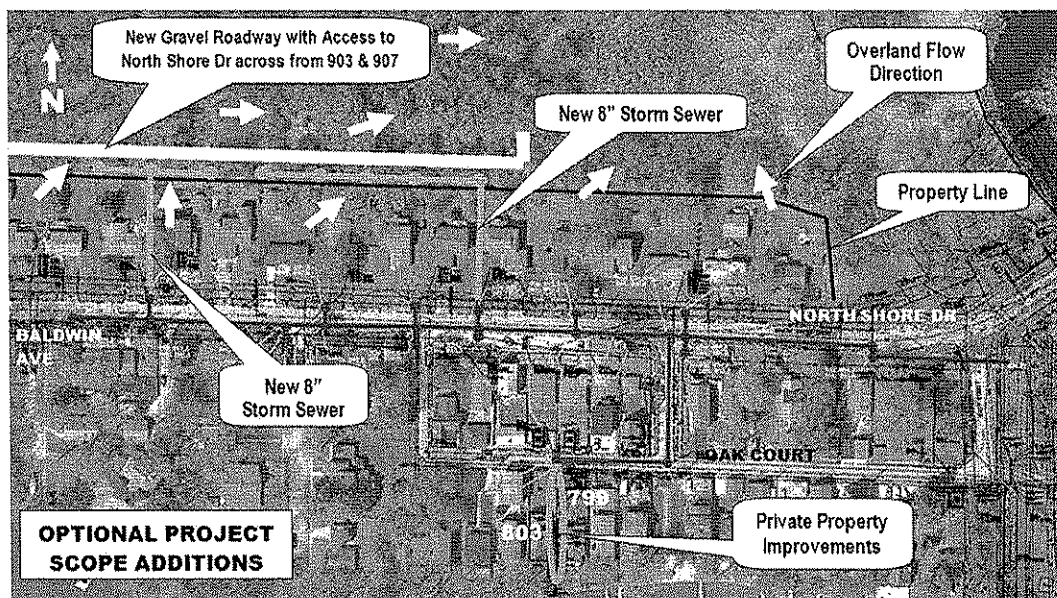 New Gravel Roadway with Access to
North Shore Dr across from 903 & 907
N
Overland Flow
Direction
New 8" Storm Sewer
Property Line
NORTH SHORE DR
BALDWIN
AVE
New 8"
Storm Sewer
OAK COURT
803
Private Property
Improvements
OPTIONAL PROJECT
SCOPE ADDITIONS